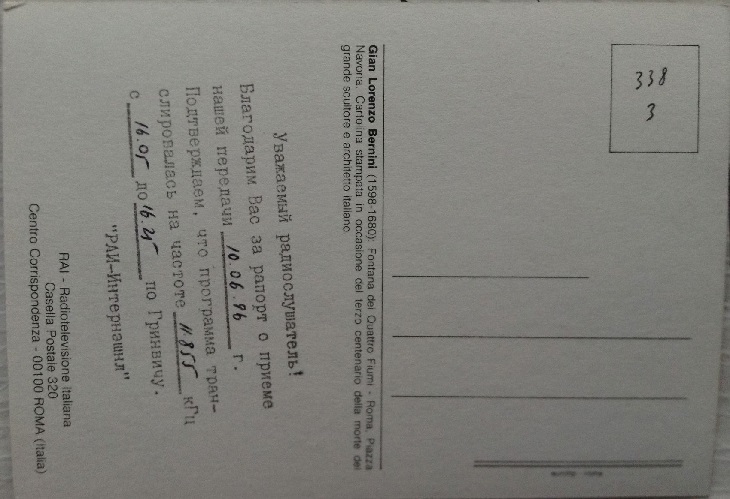 Gian Lorenzo Bernini (1598-1680): Fontana dei Quattro Fiumi - Roma, Piazza
Navona. Cartolina stampata in occasione del terzo centenario della morte del
grande scultore e architetto italiano.
Уважаемый радиослушатель!
Благодарим Вас за рапорт о приеме
нашей передачи 10.06.96 г.
Подтверждаем, что программа тран-
слировалась на частоте 11.855 кГц
с 16.05 до 16.25 по Гринвичу.
"РАИ-Интернашнл"
RAI - Radiotelevisione Italiana
Casella Postale 320
Centro Corrispondenza - 00100 ROMA (Italia)
338
3